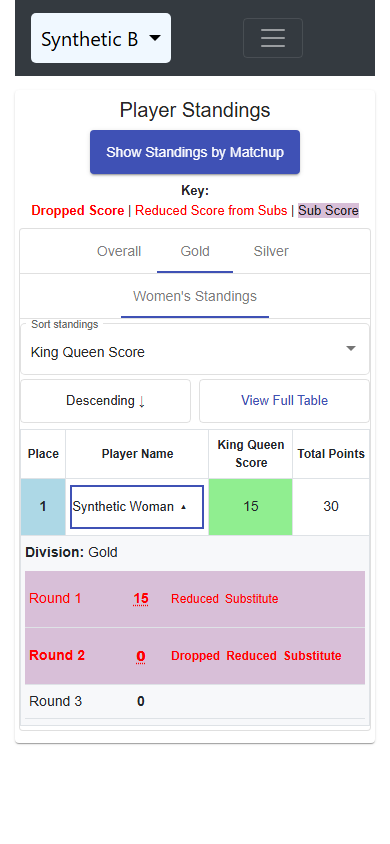 Synthetic B
Player Standings
Show Standings by Matchup
Key:
Dropped Score | Reduced Score from Subs | Sub Score
Overall Gold Silver
Women's Standings
Sort standings
King Queen Score
Descending ↓ View Full Table
Place Player Name King Queen Score Total Points
1 Synthetic Woman ▲ 15 30
Division: Gold
Round 1 15 Reduced Substitute
Round 2 0 Dropped Reduced Substitute
Round 3 0